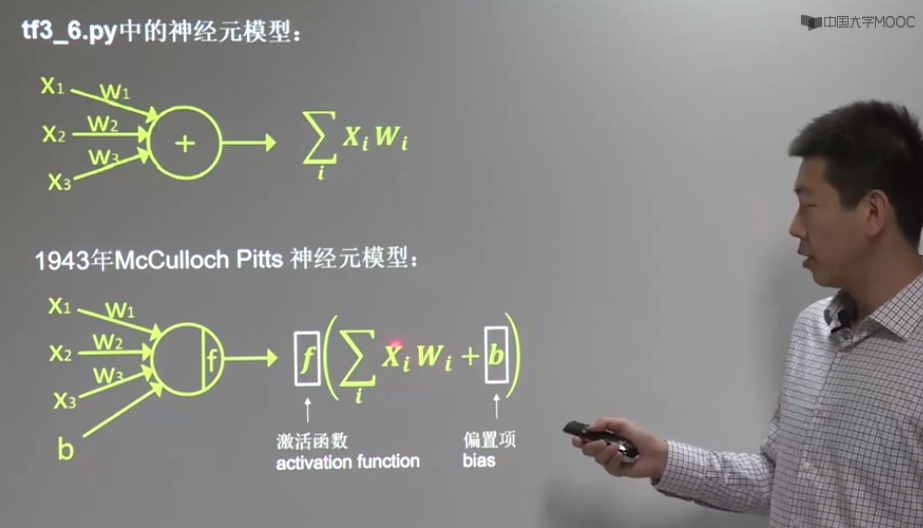 中国大学MOOC
tf3_6.py中的神经元模型：
X1
W1
X2
W2
X3
W3
+
∑i Xi Wi
1943年McCulloch Pitts 神经元模型：
X1
W1
X2
W2
X3
W3
b
f
f(∑i Xi Wi + b)
激活函数
activation function
偏置项
bias